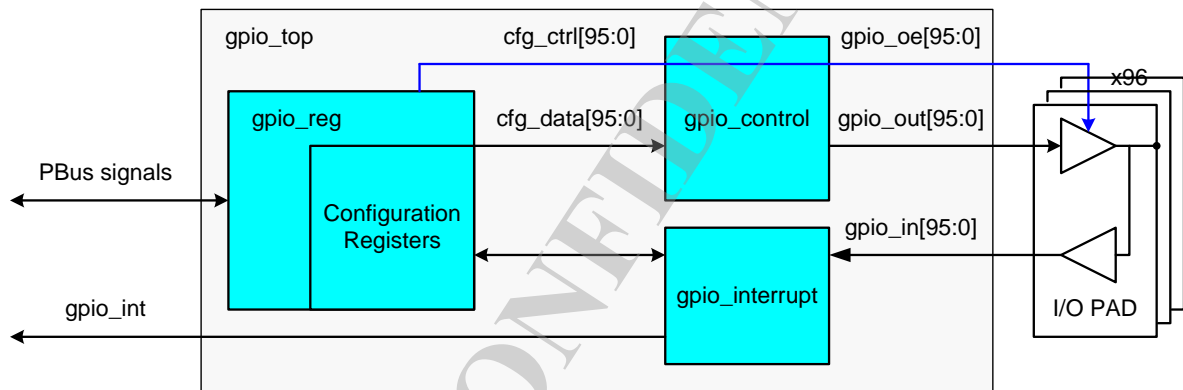 gpio_top
cfg_ctrl[95:0]
gpio_oe[95:0]
x96
gpio_reg
cfg_data[95:0]
gpio_control
gpio_out[95:0]
PBus signals
Configuration
Registers
gpio_in[95:0]
gpio_interrupt
gpio_int
I/O PAD
ONFIDEN